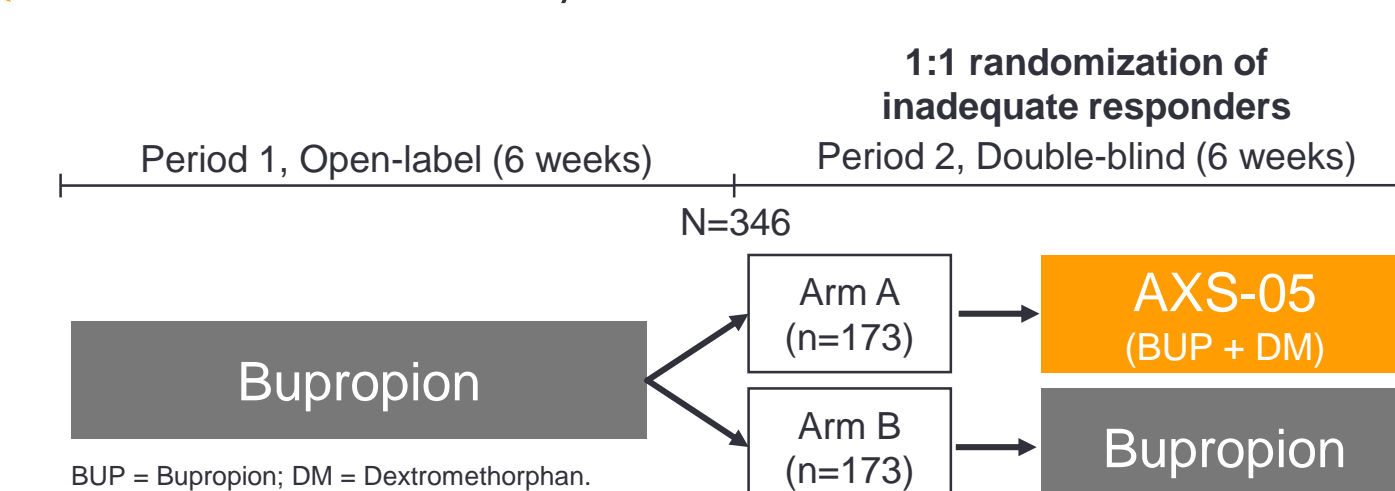 1:1 randomization of
inadequate responders
Period 1, Open-label (6 weeks)
Period 2, Double-blind (6 weeks)
N=346
Arm A
(n=173)
AXS-05
(BUP + DM)
Bupropion
Arm B
(n=173)
Bupropion
BUP = Bupropion; DM = Dextromethorphan.